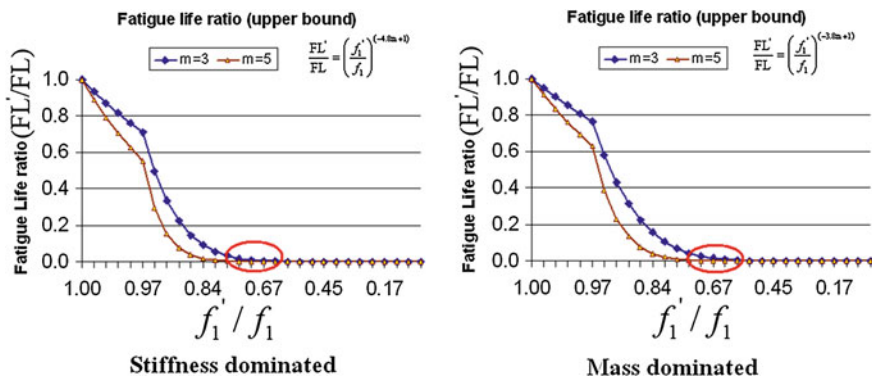 Fatigue life ratio (upper bound)
m=3 m=5
FL'/FL = (f₁'/f₁)^(-4.0m+1)
Fatigue Life ratio (FL'/FL)
1.0
0.8
0.6
0.4
0.2
0.0
1.00 0.97 0.84 0.67 0.45 0.17
f₁' / f₁
Stiffness dominated
Fatigue life ratio (upper bound)
m=3 m=5
FL'/FL = (f₁'/f₁)^(-3.0m+1)
Fatigue Life ratio (FL'/FL)
1.0
0.8
0.6
0.4
0.2
0.0
1.00 0.97 0.84 0.67 0.45 0.17
f₁' / f₁
Mass dominated